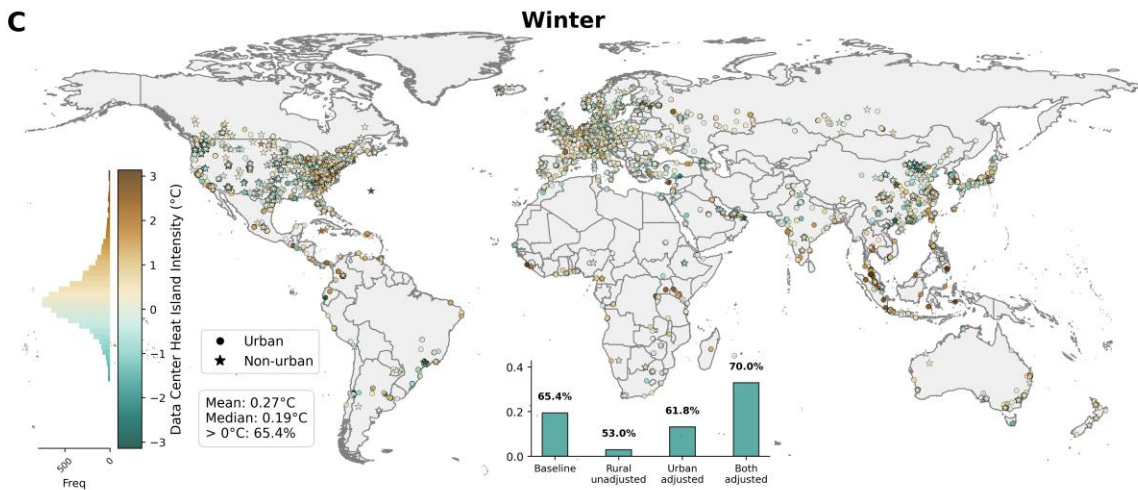 C
Winter
Data Center Heat Island Intensity (°C)
3
2
1
0
−1
−2
−3
500
0
Freq
Urban
Non-urban
Mean: 0.27°C
Median: 0.19°C
> 0°C: 65.4%
0.4
0.2
0.0
65.4%
53.0%
61.8%
70.0%
Baseline
Rural
unadjusted
Urban
adjusted
Both
adjusted